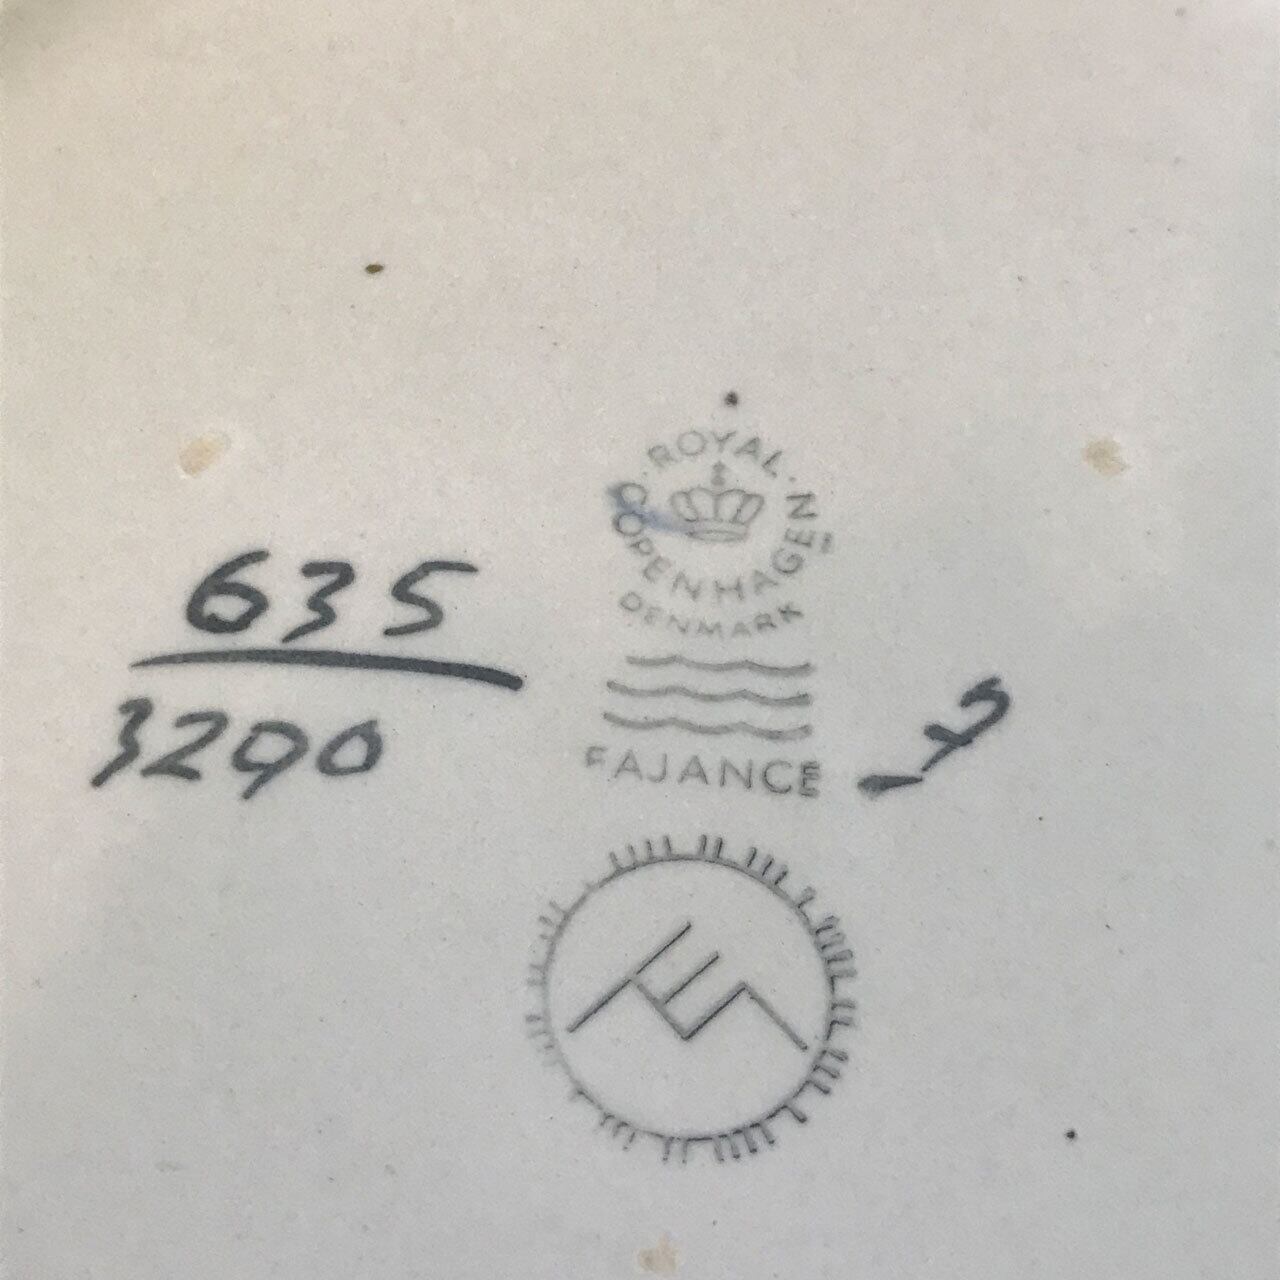 ROYAL
COPENHAGEN
DENMARK
FAJANCE
635
3290